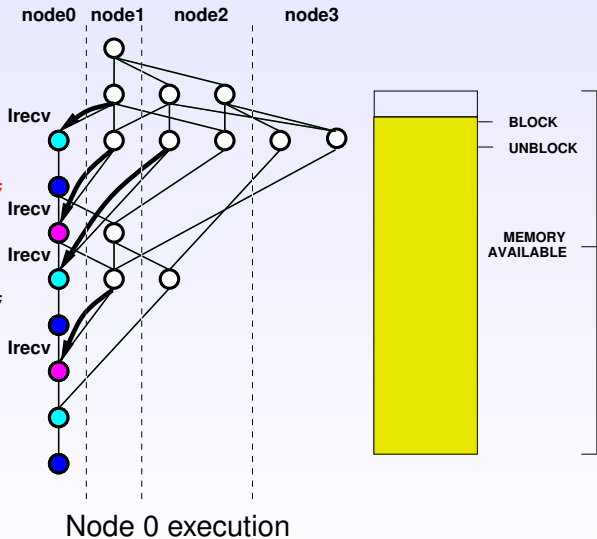 node0 node1 node2 node3
Irecv
BLOCK
UNBLOCK
Irecv
MEMORY
AVAILABLE
Irecv
Irecv
Node 0 execution